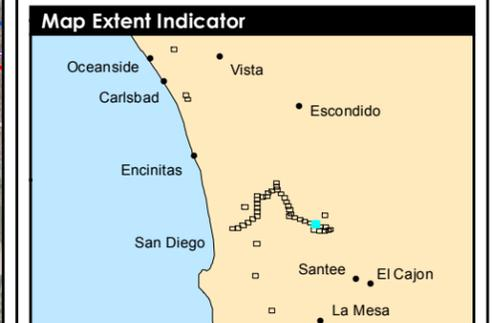 Map Extent Indicator
Oceanside
Vista
Carlsbad
Escondido
Encinitas
San Diego
Santee
El Cajon
La Mesa